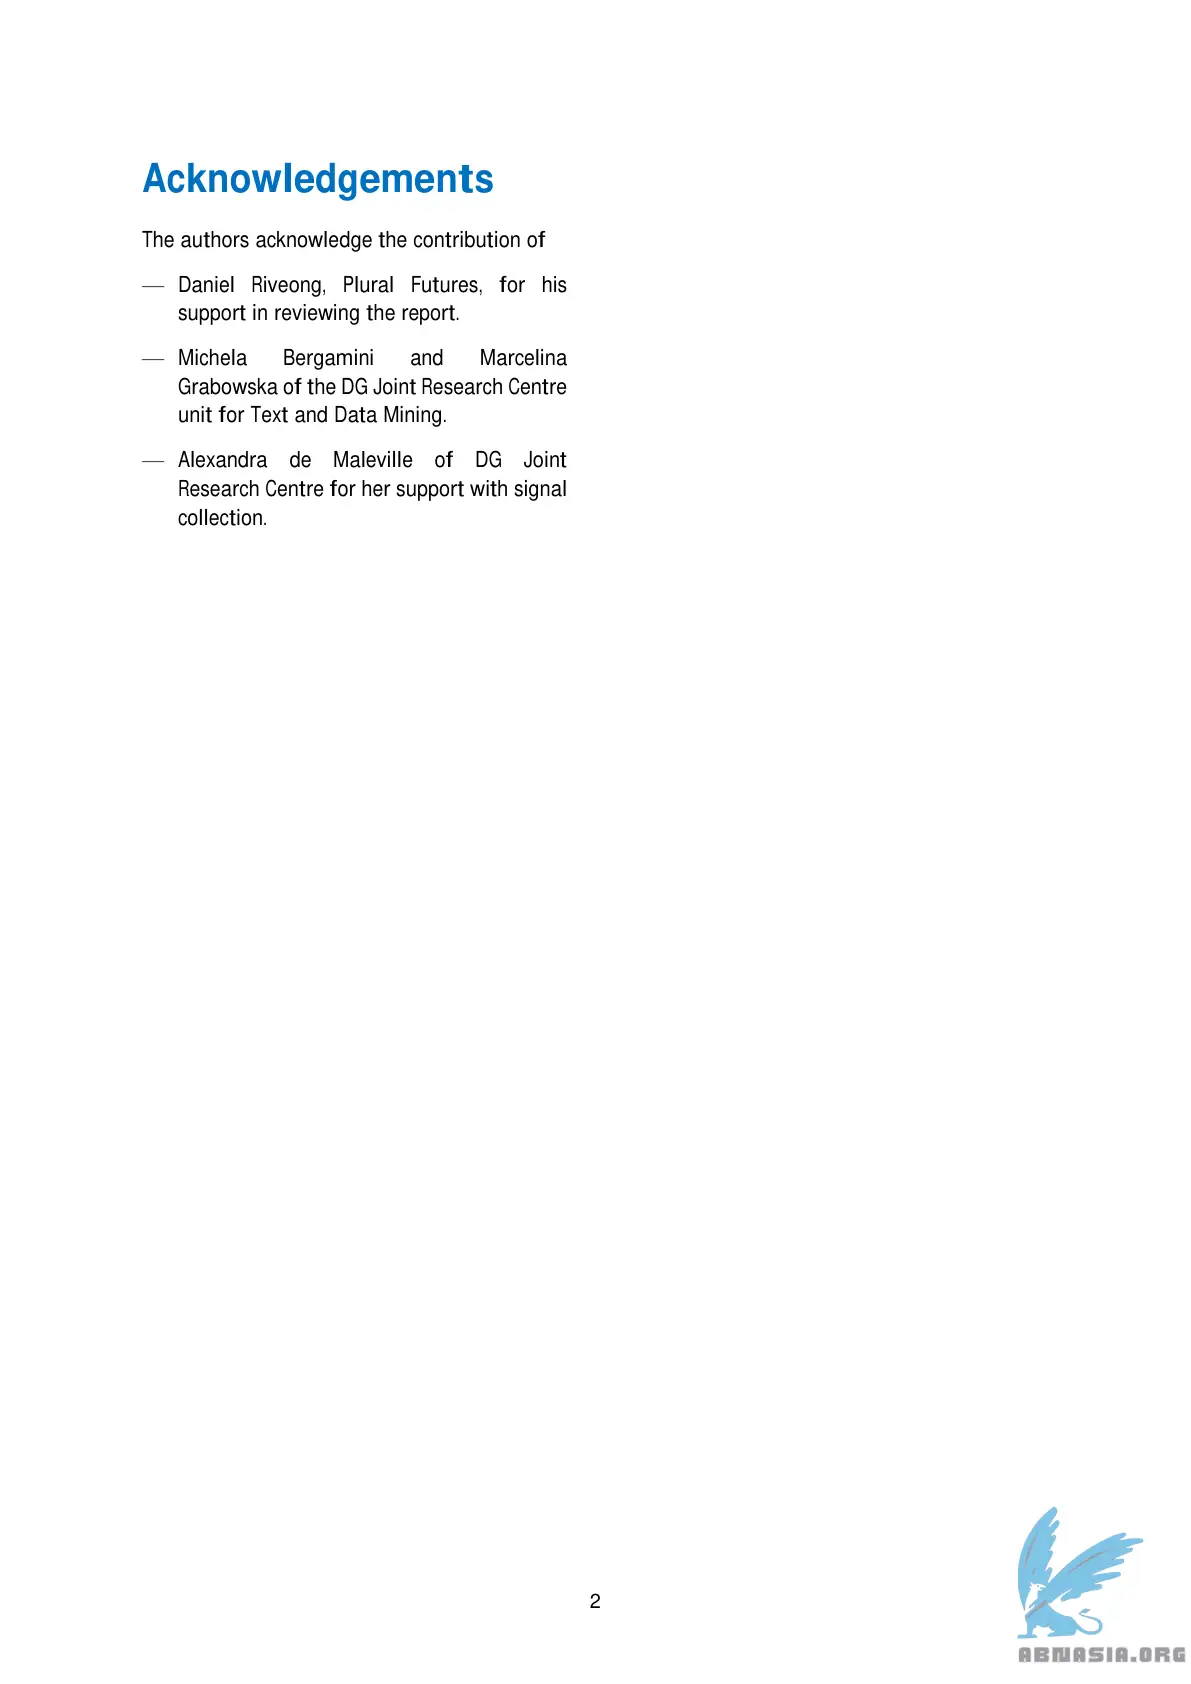 Acknowledgements
The authors acknowledge the contribution of
— Daniel Riveong, Plural Futures, for his
support in reviewing the report.
— Michela Bergamini and Marcelina
Grabowska of the DG Joint Research Centre
unit for Text and Data Mining.
— Alexandra de Maleville of DG Joint
Research Centre for her support with signal
collection.
2
ABNASIA.ORG